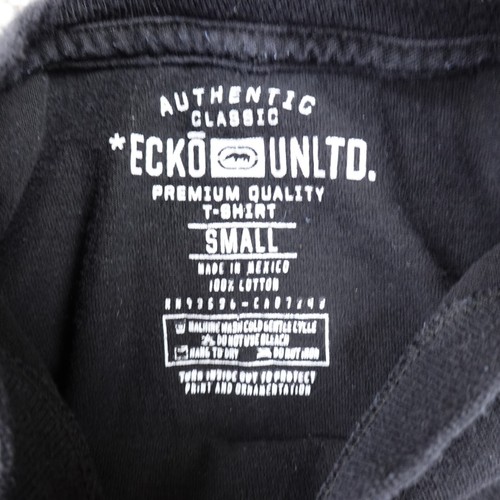 AUTHENTIC
CLASSIC
*ECKŌ UNLTD.
PREMIUM QUALITY
T-SHIRT
SMALL
MADE IN MEXICO
100% COTTON
MACHINE WASH COLD GENTLE CYCLE
DO NOT USE BLEACH
HANG TO DRY DO NOT IRON
TURN INSIDE OUT TO PROTECT
PRINT AND ORNAMENTATION